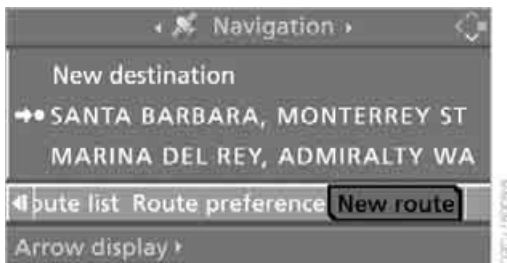 Navigation
New destination
SANTA BARBARA, MONTERREY ST
MARINA DEL REY, ADMIRALTY WA
oute list Route preference New route
Arrow display